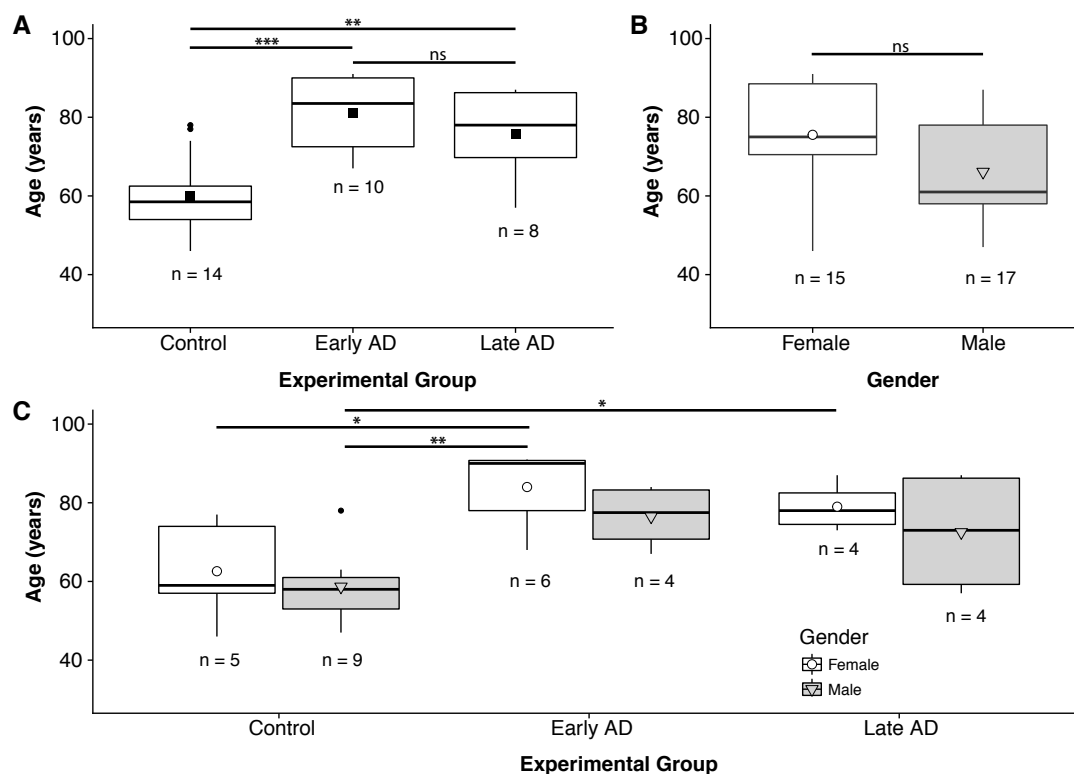 A
100
80
60
40
Age (years)
**
***
ns
n = 14
n = 10
n = 8
Control Early AD Late AD
Experimental Group
B
100
80
60
40
Age (years)
ns
n = 15
n = 17
Female Male
Gender
C
100
80
60
40
Age (years)
*
*
**
n = 5
n = 9
n = 6
n = 4
n = 4
n = 4
Gender
Female
Male
Control Early AD Late AD
Experimental Group